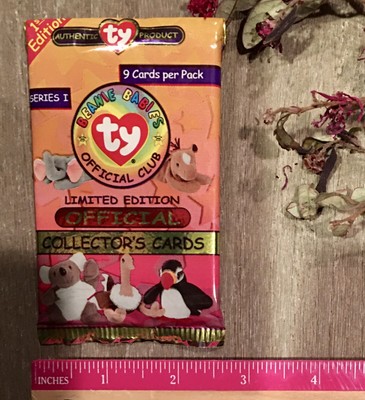 1st
Edition
AUTHENTIC ty PRODUCT
9 Cards per Pack
SERIES I
BEANIE BABIES
ty
OFFICIAL CLUB
LIMITED EDITION
OFFICIAL
COLLECTOR'S CARDS
INCHES 1 2 3 4